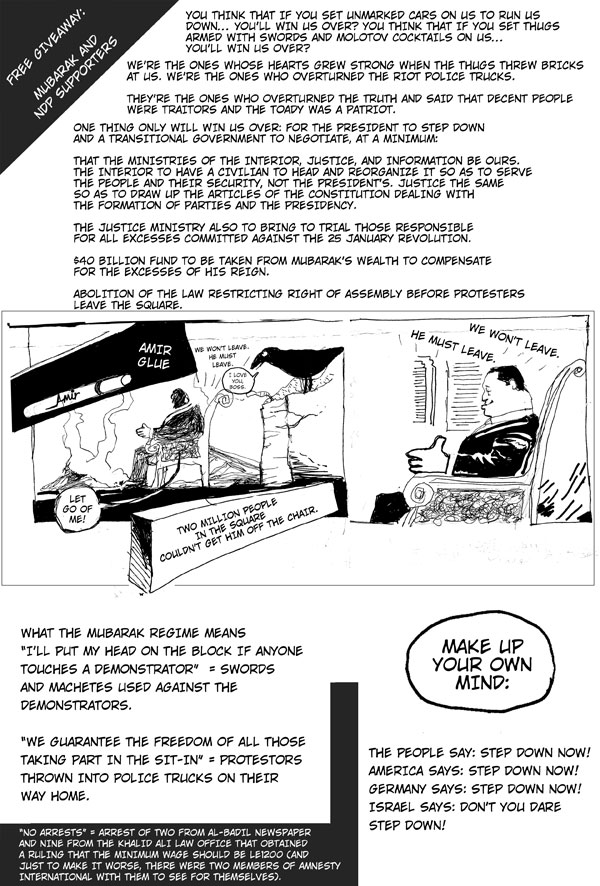 FREE GIVEAWAY:
MUBARAK AND
NDP SUPPORTERS
YOU THINK THAT IF YOU SET UNMARKED CARS ON US TO RUN US
DOWN... YOU'LL WIN US OVER? YOU THINK THAT IF YOU SET THUGS
ARMED WITH SWORDS AND MOLOTOV COCKTAILS ON US...
YOU'LL WIN US OVER?
WE'RE THE ONES WHOSE HEARTS GREW STRONG WHEN THE THUGS THREW BRICKS
AT US. WE'RE THE ONES WHO OVERTURNED THE RIOT POLICE TRUCKS.
THEY'RE THE ONES WHO OVERTURNED THE TRUTH AND SAID THAT DECENT PEOPLE
WERE TRAITORS AND THE TOADY WAS A PATRIOT.
ONE THING ONLY WILL WIN US OVER: FOR THE PRESIDENT TO STEP DOWN
AND A TRANSITIONAL GOVERNMENT TO NEGOTIATE, AT A MINIMUM:
THAT THE MINISTRIES OF THE INTERIOR, JUSTICE, AND INFORMATION BE OURS.
THE INTERIOR TO HAVE A CIVILIAN TO HEAD AND REORGANIZE IT SO AS TO SERVE
THE PEOPLE AND THEIR SECURITY, NOT THE PRESIDENT'S. JUSTICE THE SAME
SO AS TO DRAW UP THE ARTICLES OF THE CONSTITUTION DEALING WITH
THE FORMATION OF PARTIES AND THE PRESIDENCY.
THE JUSTICE MINISTRY ALSO TO BRING TO TRIAL THOSE RESPONSIBLE
FOR ALL EXCESSES COMMITTED AGAINST THE 25 JANUARY REVOLUTION.
$40 BILLION FUND TO BE TAKEN FROM MUBARAK'S WEALTH TO COMPENSATE
FOR THE EXCESSES OF HIS REIGN.
ABOLITION OF THE LAW RESTRICTING RIGHT OF ASSEMBLY BEFORE PROTESTERS
LEAVE THE SQUARE.
AMIR
GLUE
Amir
WE WON'T LEAVE.
HE MUST
LEAVE.
I LOVE
YOU,
BOSS.
LET
GO OF
ME!
TWO MILLION PEOPLE
IN THE SQUARE
COULDN'T GET HIM OFF THE CHAIR.
WE WON'T LEAVE.
HE MUST LEAVE.
WHAT THE MUBARAK REGIME MEANS
"I'LL PUT MY HEAD ON THE BLOCK IF ANYONE
TOUCHES A DEMONSTRATOR" = SWORDS
AND MACHETES USED AGAINST THE
DEMONSTRATORS.
"WE GUARANTEE THE FREEDOM OF ALL THOSE
TAKING PART IN THE SIT-IN" = PROTESTORS
THROWN INTO POLICE TRUCKS ON THEIR
WAY HOME.
"NO ARRESTS" = ARREST OF TWO FROM AL-BADIL NEWSPAPER
AND NINE FROM THE KHALID ALI LAW OFFICE THAT OBTAINED
A RULING THAT THE MINIMUM WAGE SHOULD BE LE1200 (AND
JUST TO MAKE IT WORSE, THERE WERE TWO MEMBERS OF AMNESTY
INTERNATIONAL WITH THEM TO SEE FOR THEMSELVES).
MAKE UP
YOUR OWN
MIND:
THE PEOPLE SAY: STEP DOWN NOW!
AMERICA SAYS: STEP DOWN NOW!
GERMANY SAYS: STEP DOWN NOW!
ISRAEL SAYS: DON'T YOU DARE
STEP DOWN!